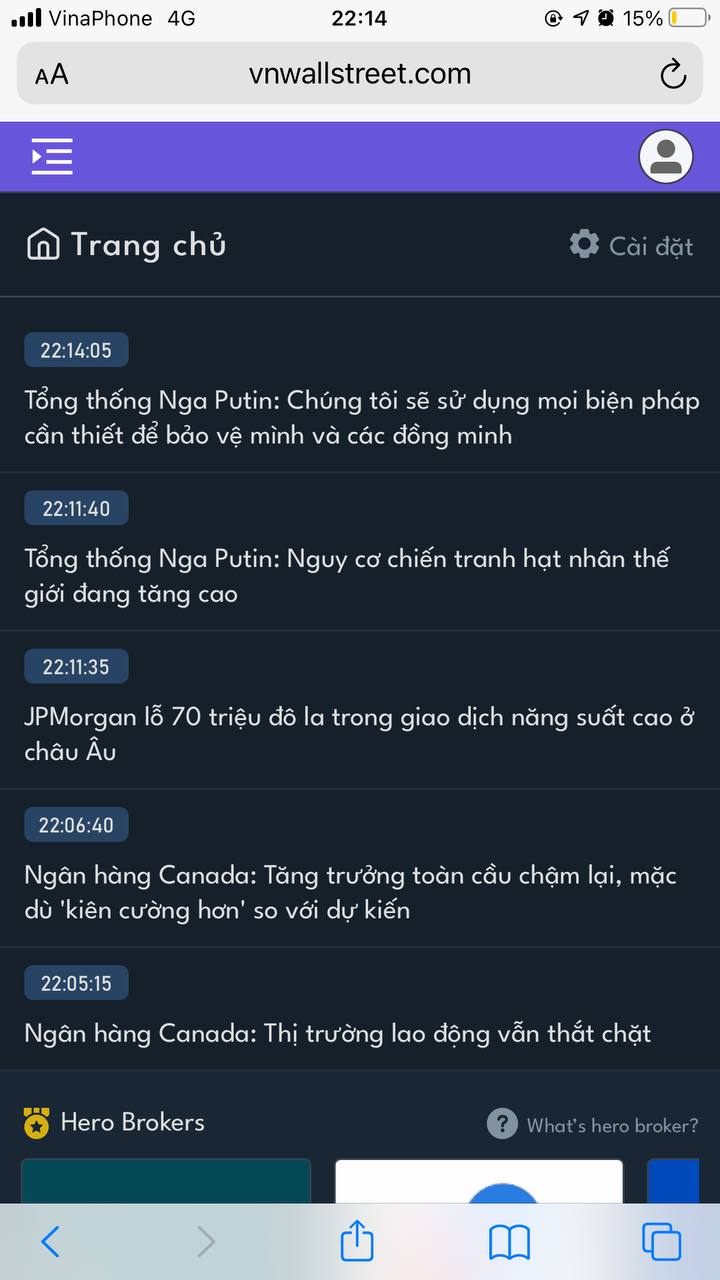 VinaPhone 4G 22:14 15%
AA vnwallstreet.com
Trang chủ Cài đặt
22:14:05
Tổng thống Nga Putin: Chúng tôi sẽ sử dụng mọi biện pháp
cần thiết để bảo vệ mình và các đồng minh
22:11:40
Tổng thống Nga Putin: Nguy cơ chiến tranh hạt nhân thế
giới đang tăng cao
22:11:35
JPMorgan lỗ 70 triệu đô la trong giao dịch năng suất cao ở
châu Âu
22:06:40
Ngân hàng Canada: Tăng trưởng toàn cầu chậm lại, mặc
dù 'kiên cường hơn' so với dự kiến
22:05:15
Ngân hàng Canada: Thị trường lao động vẫn thắt chặt
Hero Brokers ? What's hero broker?